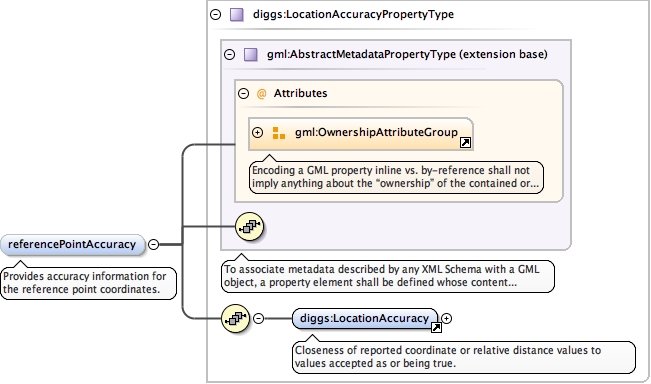 diggs:LocationAccuracyPropertyType
gml:AbstractMetadataPropertyType (extension base)
@ Attributes
gml:OwnershipAttributeGroup
Encoding a GML property inline vs. by-reference shall not
imply anything about the “ownership” of the contained or...
referencePointAccuracy
Provides accuracy information for
the reference point coordinates.
To associate metadata described by any XML Schema with a GML
object, a property element shall be defined whose content...
diggs:LocationAccuracy
Closeness of reported coordinate or relative distance values to
values accepted as or being true.